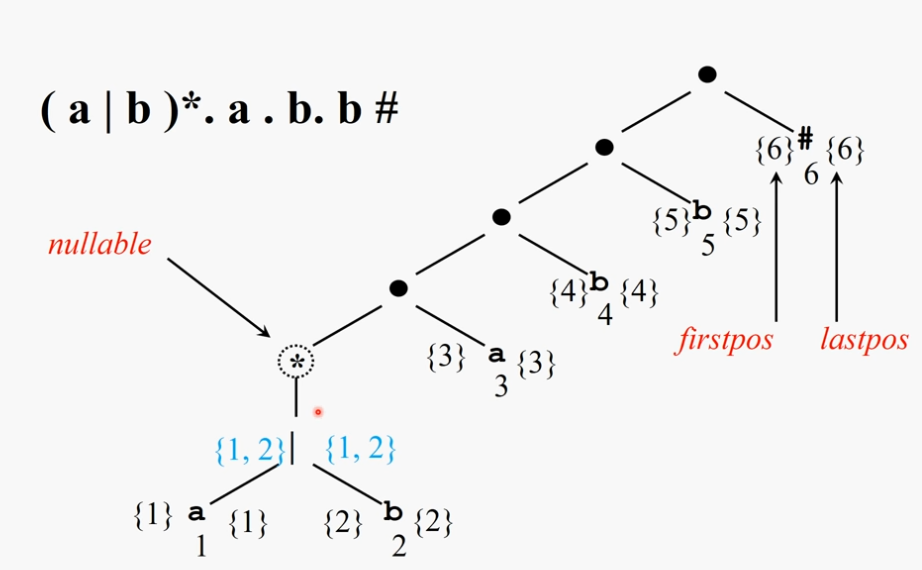 ( a | b )*. a . b. b #
{6} # {6}
6
{5} b {5}
5
nullable
{4} b {4}
4
firstpos lastpos
*
{3} a {3}
3
{1, 2} | {1, 2}
{1} a {1}
1
{2} b {2}
2